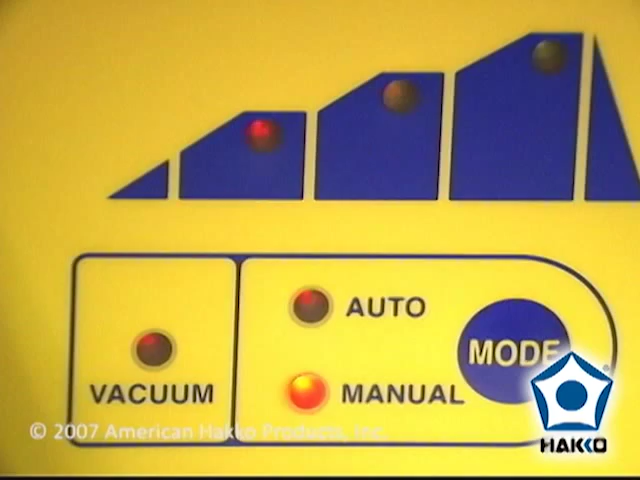 AUTO
MODE
VACUUM
MANUAL
© 2007 American Hakko Products, Inc.
®
HAKKO